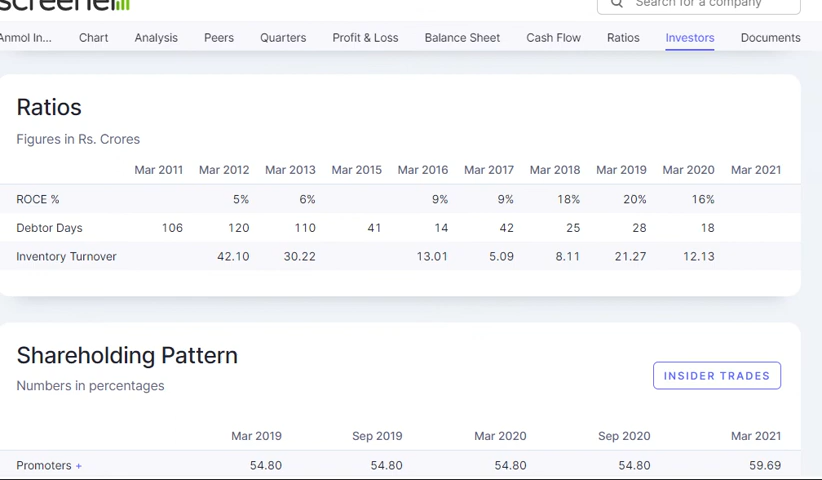 screener
Search for a company
Anmol In... Chart Analysis Peers Quarters Profit & Loss Balance Sheet Cash Flow Ratios Investors Documents
Ratios
Figures in Rs. Crores
Mar 2011 Mar 2012 Mar 2013 Mar 2015 Mar 2016 Mar 2017 Mar 2018 Mar 2019 Mar 2020 Mar 2021
ROCE % 5% 6% 9% 9% 18% 20% 16%
Debtor Days 106 120 110 41 14 42 25 28 18
Inventory Turnover 42.10 30.22 13.01 5.09 8.11 21.27 12.13
Shareholding Pattern
Numbers in percentages
INSIDER TRADES
Mar 2019 Sep 2019 Mar 2020 Sep 2020 Mar 2021
Promoters + 54.80 54.80 54.80 54.80 59.69